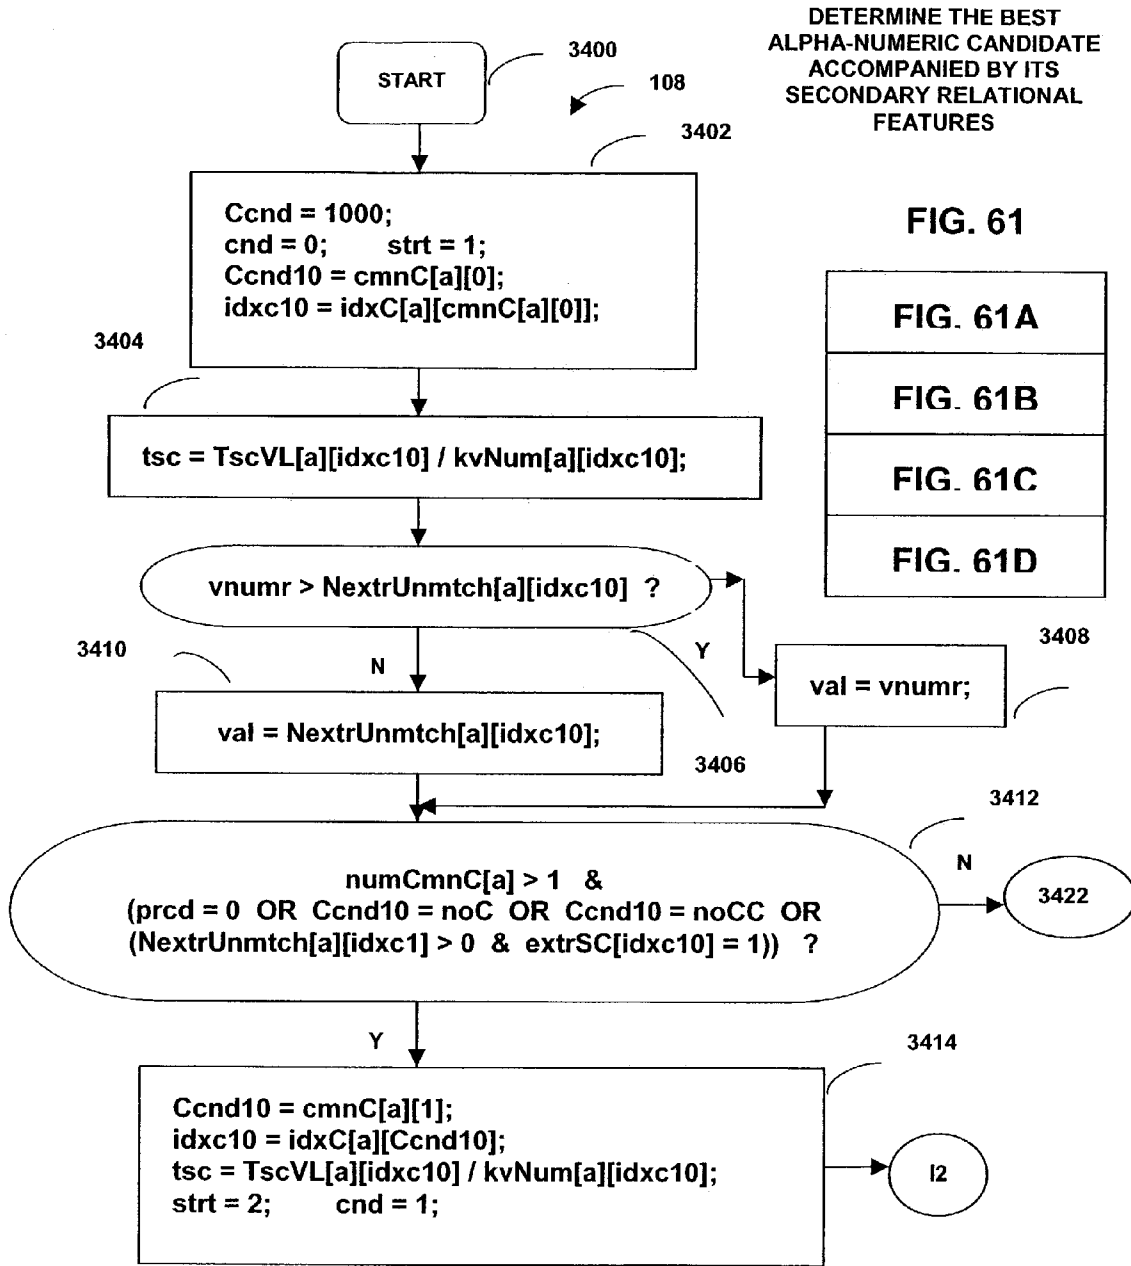 DETERMINE THE BEST
ALPHA-NUMERIC CANDIDATE
ACCOMPANIED BY ITS
SECONDARY RELATIONAL
FEATURES
START
3400
108
3402
Ccnd = 1000;
cnd = 0; strt = 1;
Ccnd10 = cmnC[a][0];
idxc10 = idxC[a][cmnC[a][0]];
FIG. 61
FIG. 61A
FIG. 61B
FIG. 61C
FIG. 61D
3404
tsc = TscVL[a][idxc10] / kvNum[a][idxc10];
vnumr > NextrUnmtch[a][idxc10] ?
3410
N
Y
3408
val = vnumr;
val = NextrUnmtch[a][idxc10];
3406
3412
numCmnC[a] > 1 &
(prcd = 0 OR Ccnd10 = noC OR Ccnd10 = noCC OR
(NextrUnmtch[a][idxc1] > 0 & extrSC[idxc10] = 1)) ?
N
3422
Y
3414
Ccnd10 = cmnC[a][1];
idxc10 = idxC[a][Ccnd10];
tsc = TscVL[a][idxc10] / kvNum[a][idxc10];
strt = 2; cnd = 1;
I2